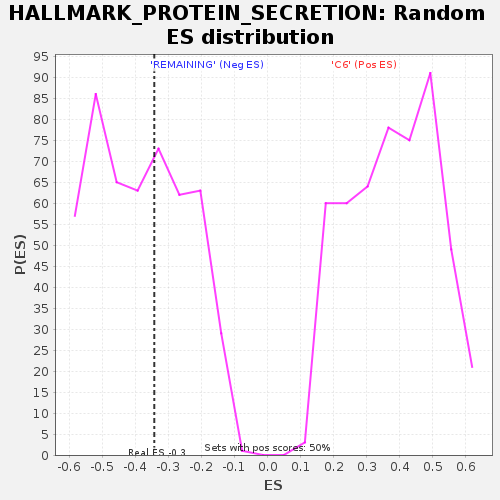 HALLMARK_PROTEIN_SECRETION: Random
ES distribution
'REMAINING' (Neg ES)
'C6' (Pos ES)
95
90
85
80
75
70
65
60
55
50
45
40
35
30
25
20
15
10
5
0
P(ES)
Real ES -0.3
Sets with pos scores: 50%
-0.6 -0.5 -0.4 -0.3 -0.2 -0.1 0.0 0.1 0.2 0.3 0.4 0.5 0.6
ES